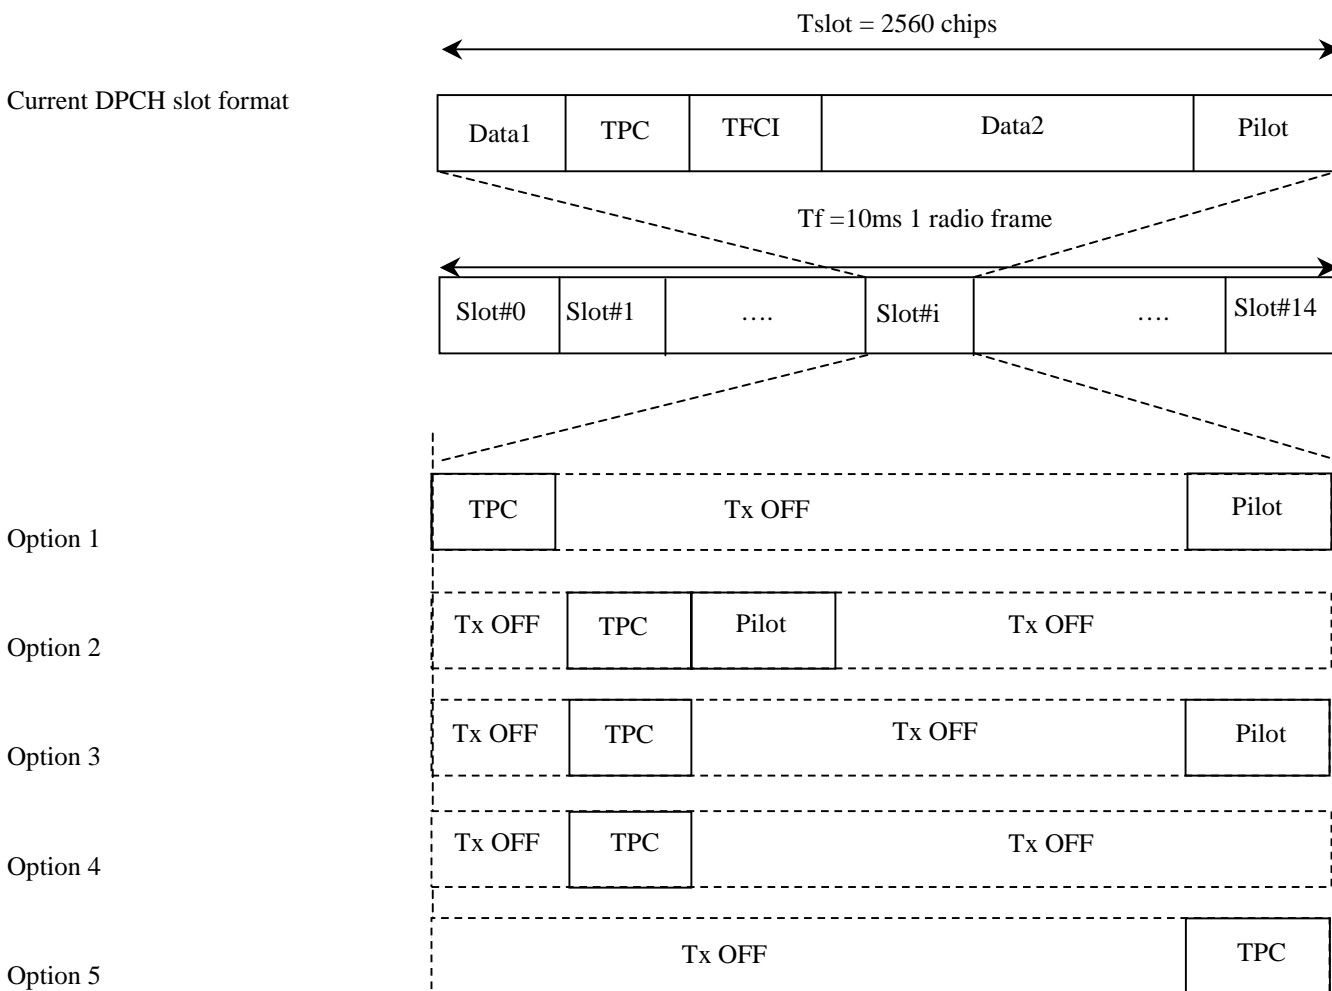 Tslot = 2560 chips
Current DPCH slot format
Data1 TPC TFCI Data2 Pilot
Tf =10ms 1 radio frame
Slot#0 Slot#1 …. Slot#i …. Slot#14
TPC Tx OFF Pilot
Option 1
Tx OFF TPC Pilot Tx OFF
Option 2
Tx OFF TPC Tx OFF Pilot
Option 3
Tx OFF TPC Tx OFF
Option 4
Tx OFF TPC
Option 5